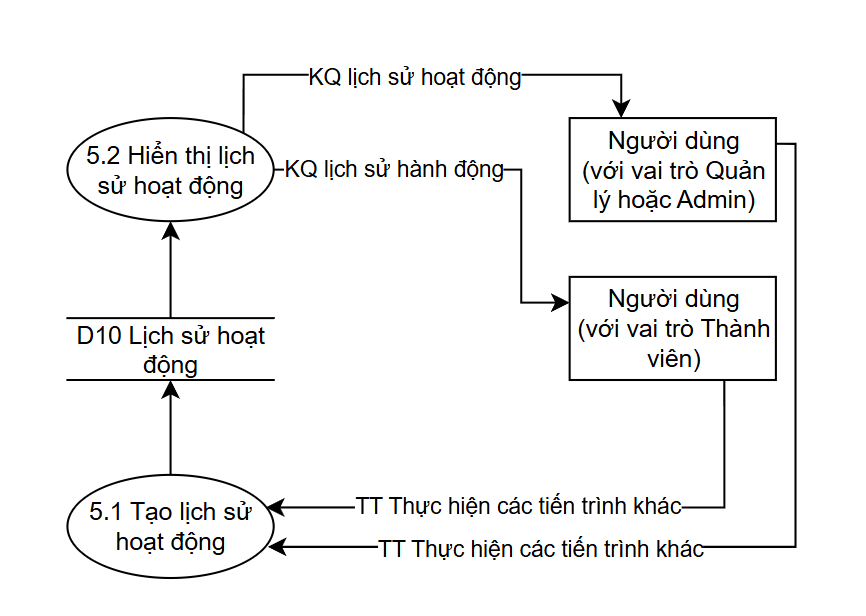 KQ lịch sử hoạt động
5.2 Hiển thị lịch
sử hoạt động
KQ lịch sử hành động
Người dùng
(với vai trò Quản
lý hoặc Admin)
Người dùng
(với vai trò Thành
viên)
D10 Lịch sử hoạt
động
5.1 Tạo lịch sử
hoạt động
TT Thực hiện các tiến trình khác
TT Thực hiện các tiến trình khác